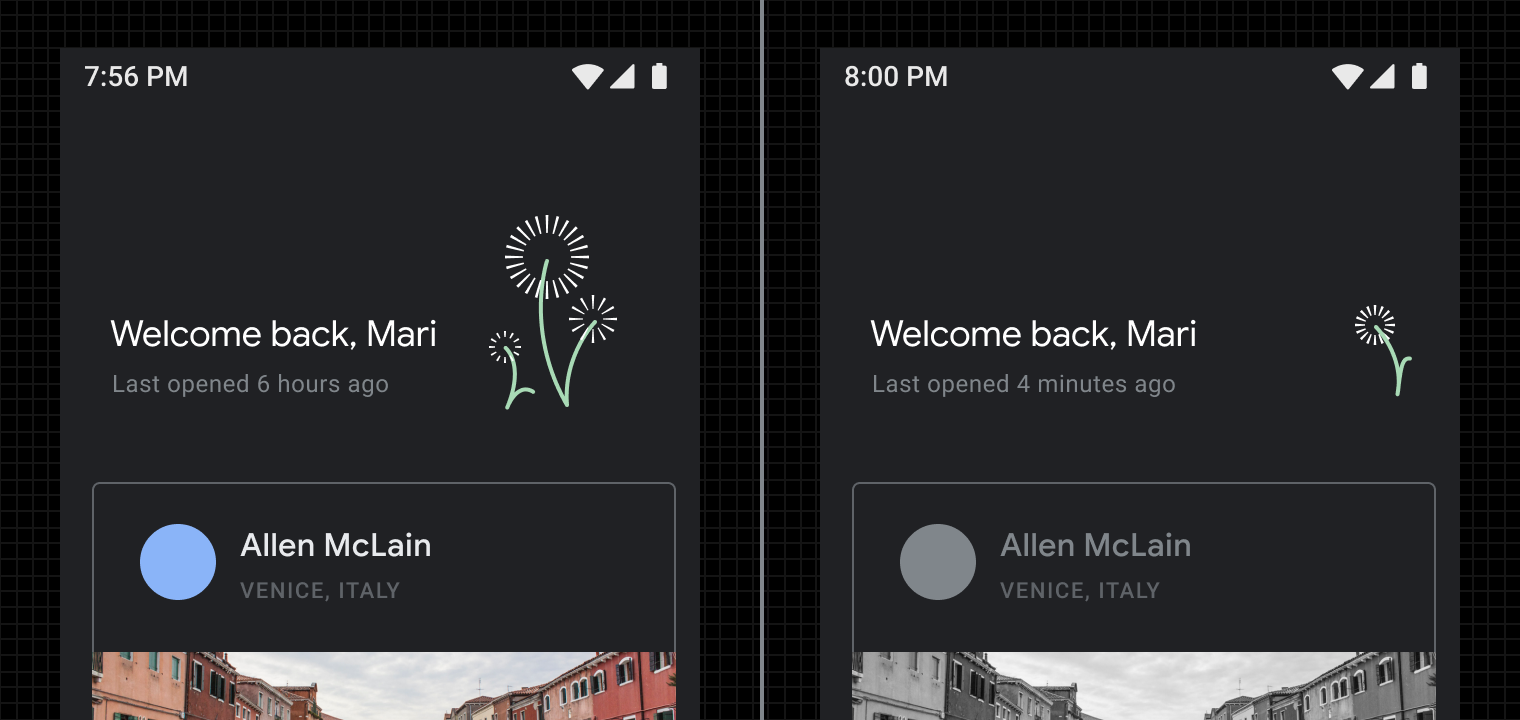 7:56 PM
Welcome back, Mari
Last opened 6 hours ago
Allen McLain
VENICE, ITALY
8:00 PM
Welcome back, Mari
Last opened 4 minutes ago
Allen McLain
VENICE, ITALY